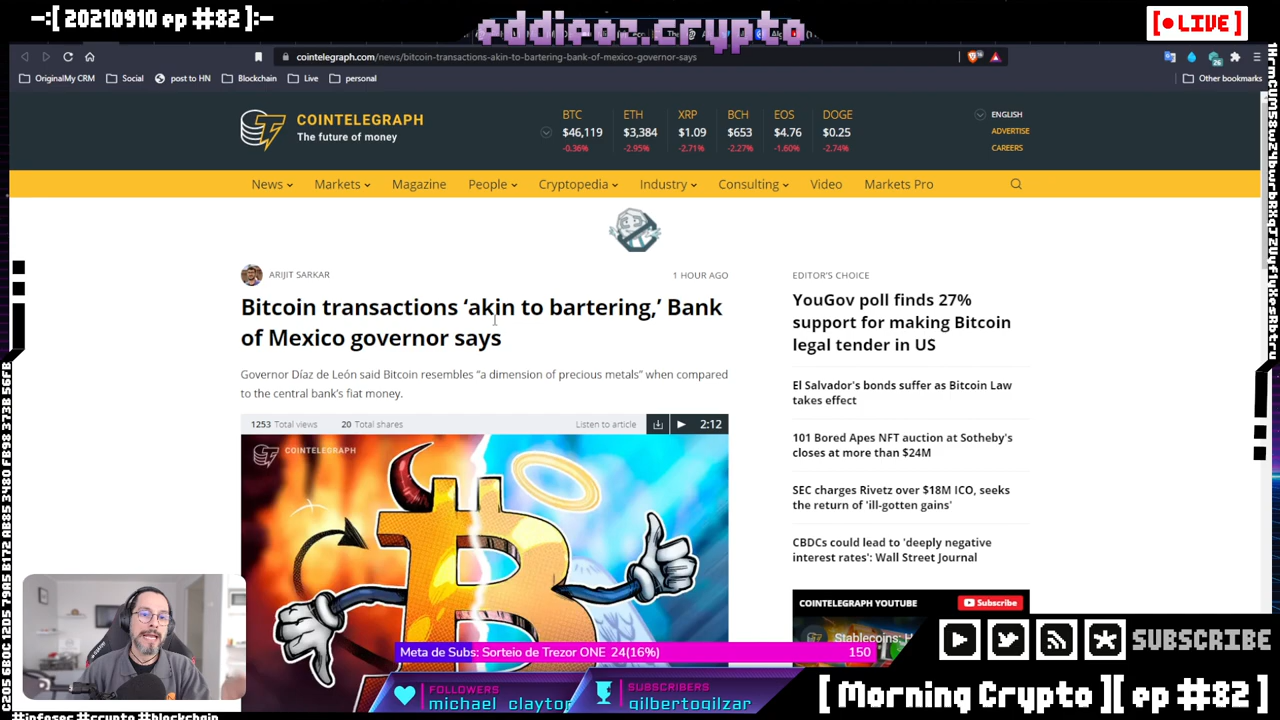 -:[ 20210910 ep #82 ]:-
eddieoz.crypto
[● LIVE]
cointelegraph.com/news/bitcoin-transactions-akin-to-bartering-bank-of-mexico-governor-says
OriginalMy CRM
Social
post to HN
Blockchain
Live
personal
Other bookmarks
COINTELEGRAPH
The future of money
BTC ETH XRP BCH EOS DOGE
$46,119 $3,384 $1.09 $653 $4.76 $0.25
-0.36% -2.95% -2.71% -2.27% -1.60% -2.74%
ENGLISH
ADVERTISE
CAREERS
News Markets Magazine People Cryptopedia Industry Consulting Video Markets Pro
ARIJIT SARKAR
1 HOUR AGO
Bitcoin transactions ‘akin to bartering,’ Bank
of Mexico governor says
Governor Díaz de León said Bitcoin resembles “a dimension of precious metals” when compared
to the central bank’s fiat money.
1253 Total views 20 Total shares Listen to article 2:12
COINTELEGRAPH
EDITOR'S CHOICE
YouGov poll finds 27%
support for making Bitcoin
legal tender in US
El Salvador's bonds suffer as Bitcoin Law
takes effect
101 Bored Apes NFT auction at Sotheby's
closes at more than $24M
SEC charges Rivetz over $18M ICO, seeks
the return of 'ill-gotten gains'
CBDCs could lead to 'deeply negative
interest rates': Wall Street Journal
COINTELEGRAPH YOUTUBE
Subscribe
Stablecoins:
Meta de Subs: Sorteio de Trezor ONE 24(16%) 150
FOLLOWERS
michael_clayton
SUBSCRIBERS
gilbertogilzar
SUBSCRIBE
[ Morning Crypto ][ ep #82 ]
#infosec #crypto #blockchain